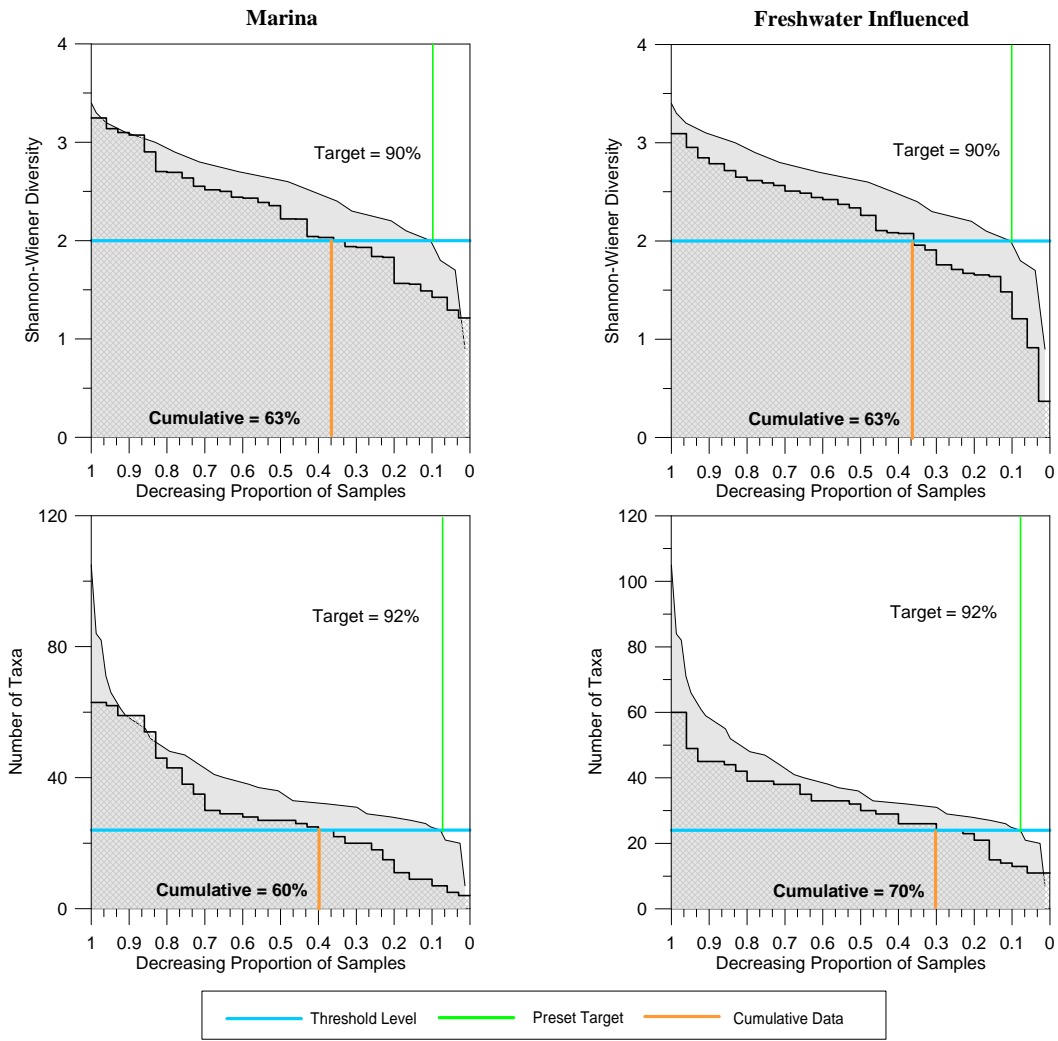 Marina
Freshwater Influenced
4
3
2
1
0
Shannon-Wiener Diversity
Target = 90%
Cumulative = 63%
1 0.9 0.8 0.7 0.6 0.5 0.4 0.3 0.2 0.1 0
Decreasing Proportion of Samples
4
3
2
1
0
Shannon-Wiener Diversity
Target = 90%
Cumulative = 63%
1 0.9 0.8 0.7 0.6 0.5 0.4 0.3 0.2 0.1 0
Decreasing Proportion of Samples
120
80
40
0
Number of Taxa
Target = 92%
Cumulative = 60%
1 0.9 0.8 0.7 0.6 0.5 0.4 0.3 0.2 0.1 0
Decreasing Proportion of Samples
120
100
80
60
40
20
0
Number of Taxa
Target = 92%
Cumulative = 70%
1 0.9 0.8 0.7 0.6 0.5 0.4 0.3 0.2 0.1 0
Decreasing Proportion of Samples
Threshold Level Preset Target Cumulative Data